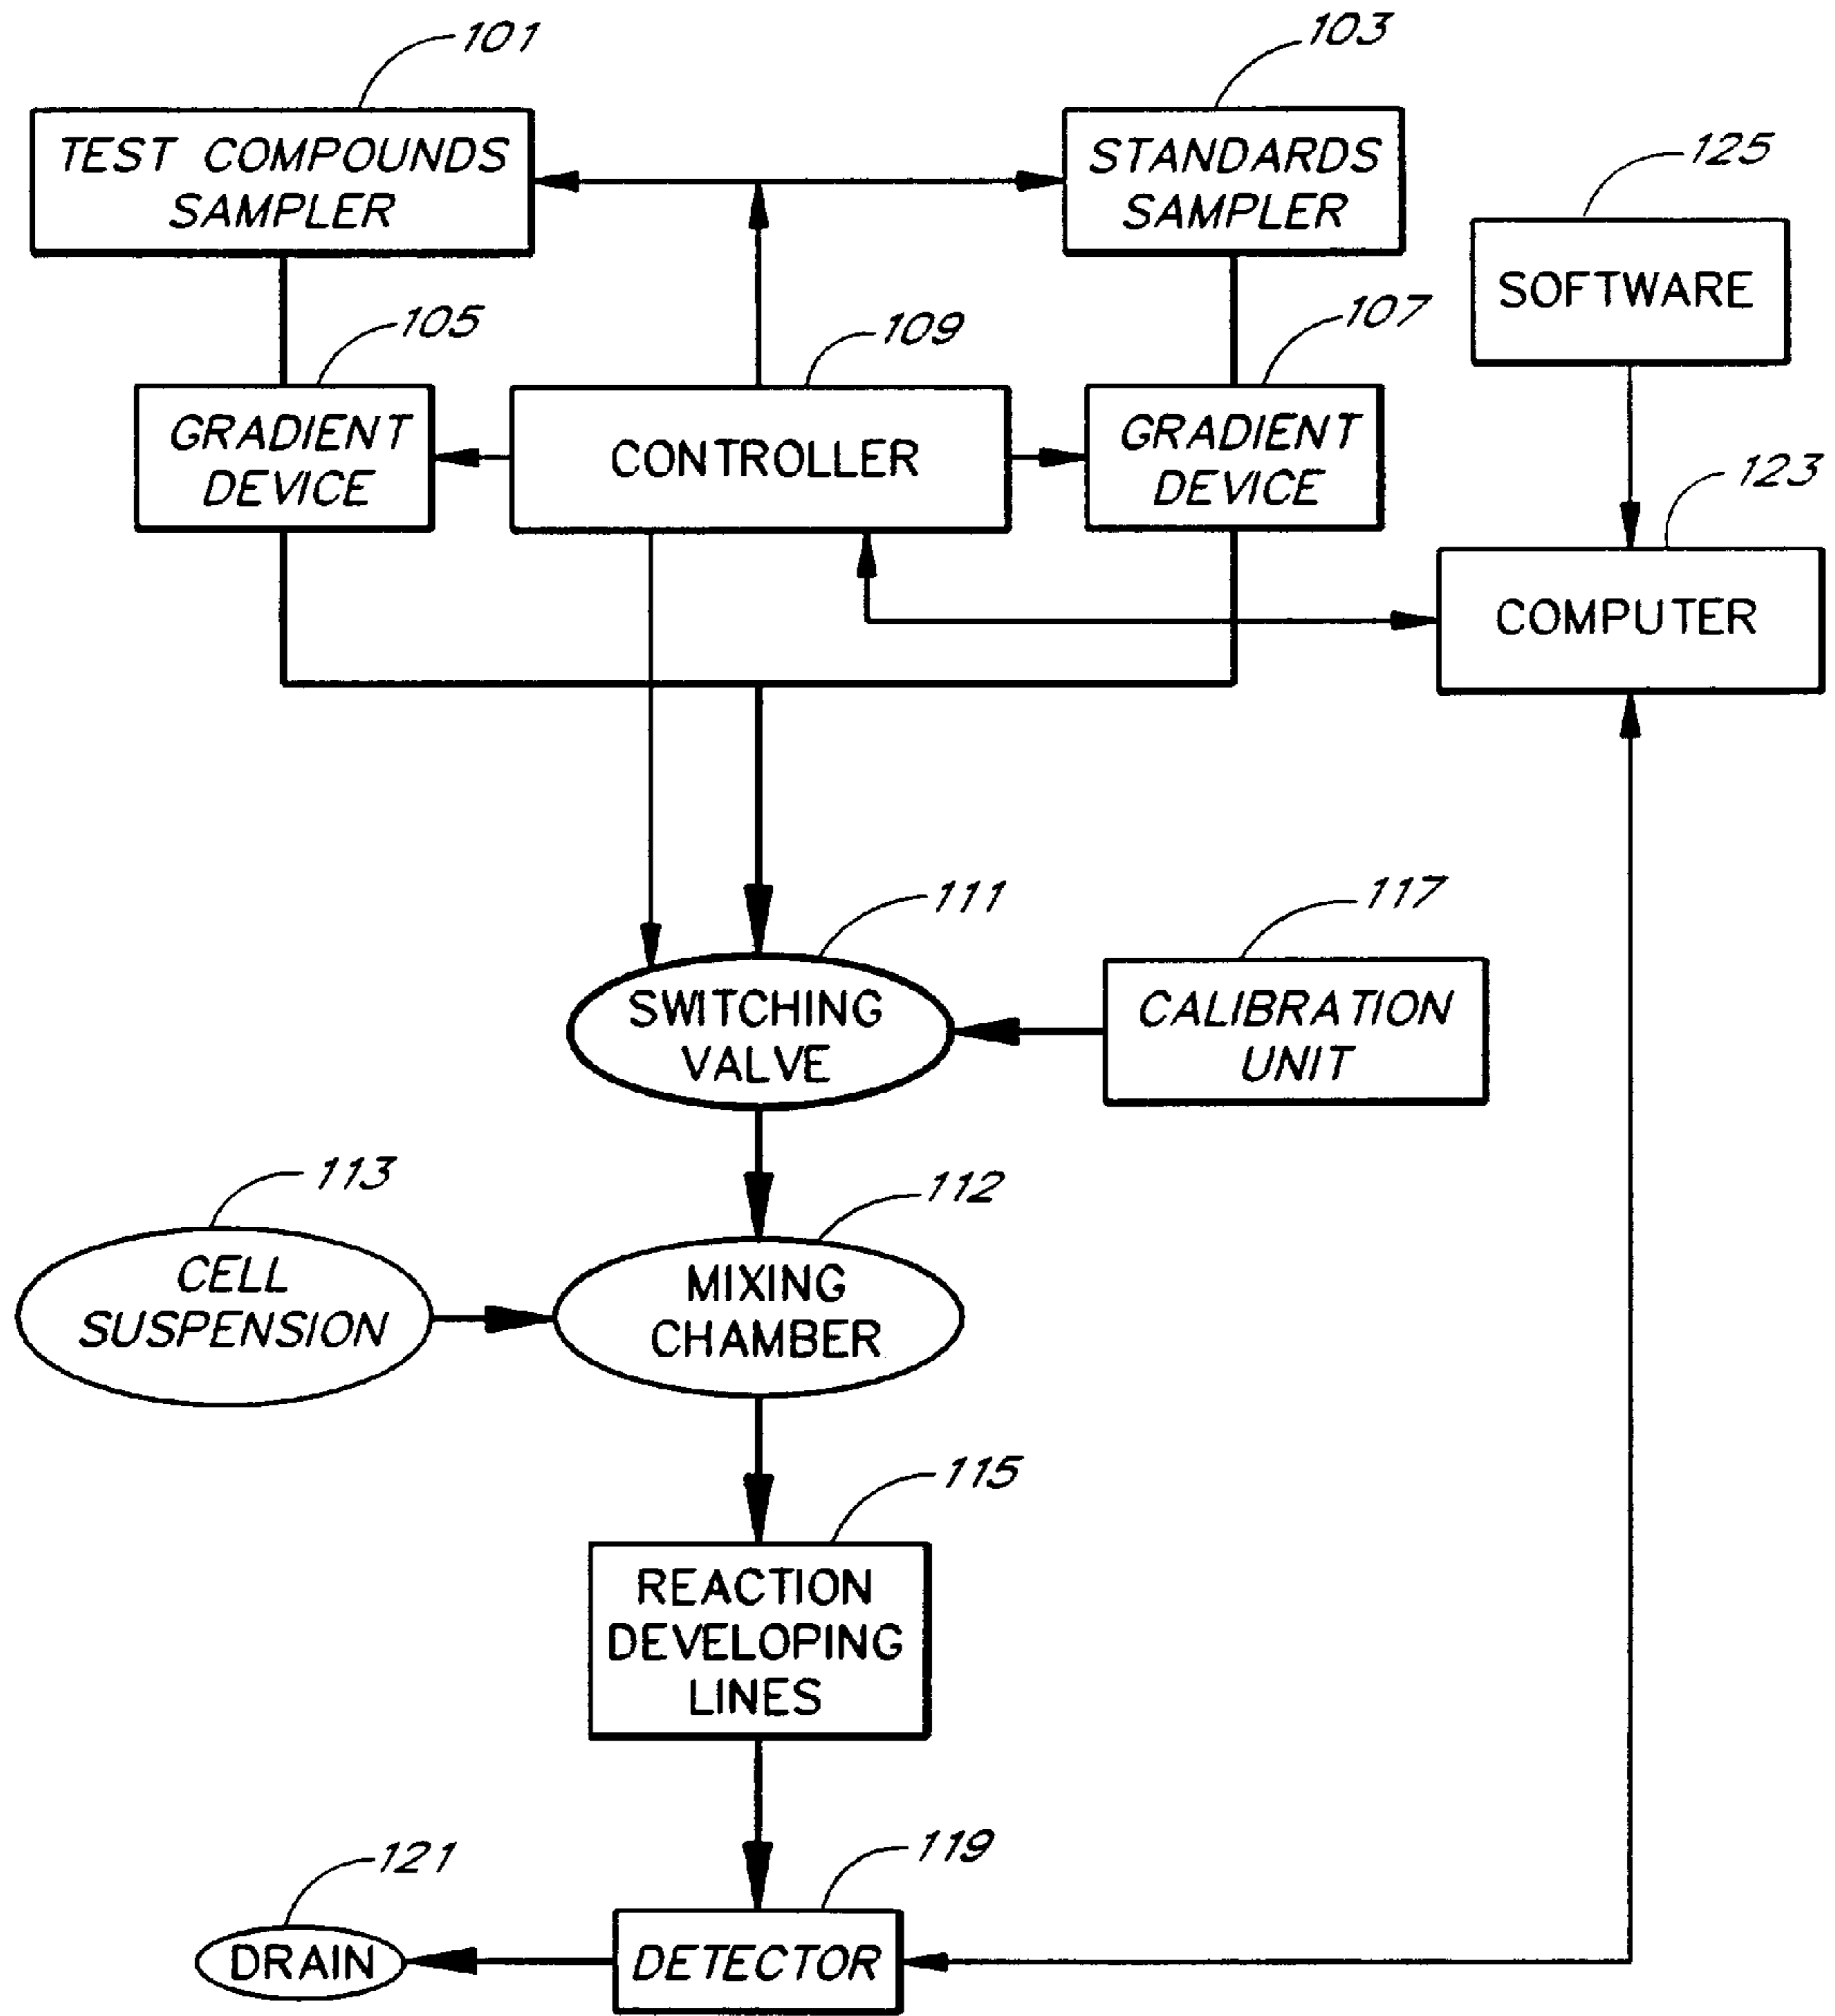 101
103
TEST COMPOUNDS
SAMPLER
STANDARDS
SAMPLER
125
SOFTWARE
105
109
107
GRADIENT
DEVICE
CONTROLLER
GRADIENT
DEVICE
123
COMPUTER
111
117
SWITCHING
VALVE
CALIBRATION
UNIT
113
112
CELL
SUSPENSION
MIXING
CHAMBER
115
REACTION
DEVELOPING
LINES
121
119
DRAIN
DETECTOR